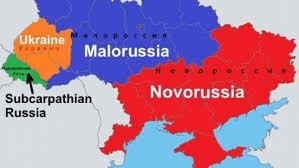 Малороссия
Ukraine
Украина
Malorussia
Новороссия
Novorussia
Subcarpathian
Russia